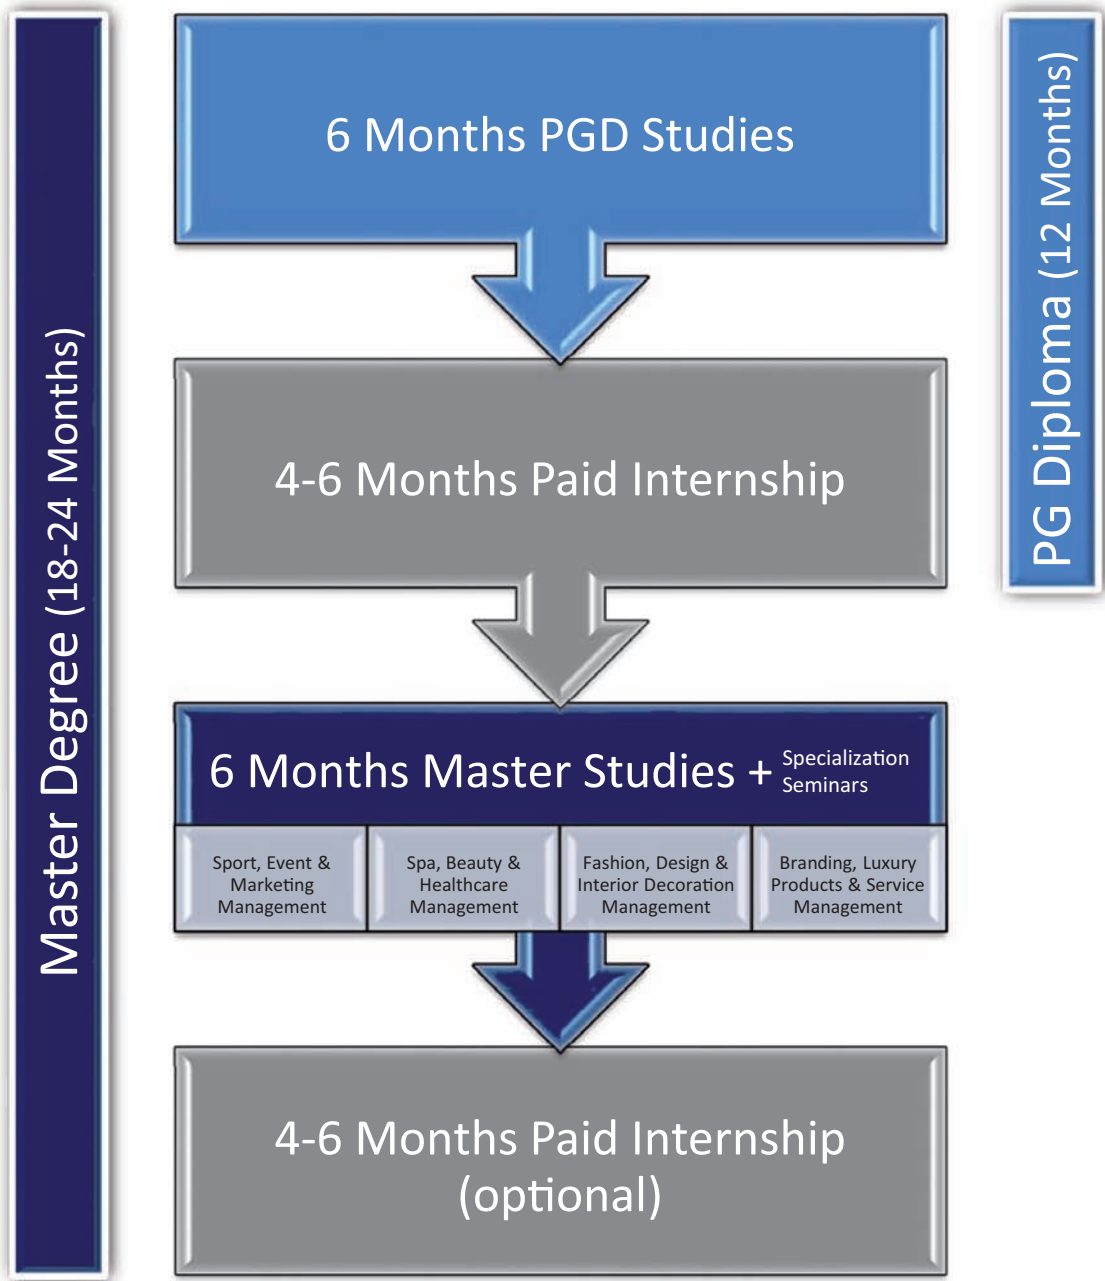 Master Degree (18-24 Months)
6 Months PGD Studies
PG Diploma (12 Months)
4-6 Months Paid Internship
6 Months Master Studies + Specialization
Seminars
Sport, Event &
Marketing
Management
Spa, Beauty &
Healthcare
Management
Fashion, Design &
Interior Decoration
Management
Branding, Luxury
Products & Service
Management
4-6 Months Paid Internship
(optional)